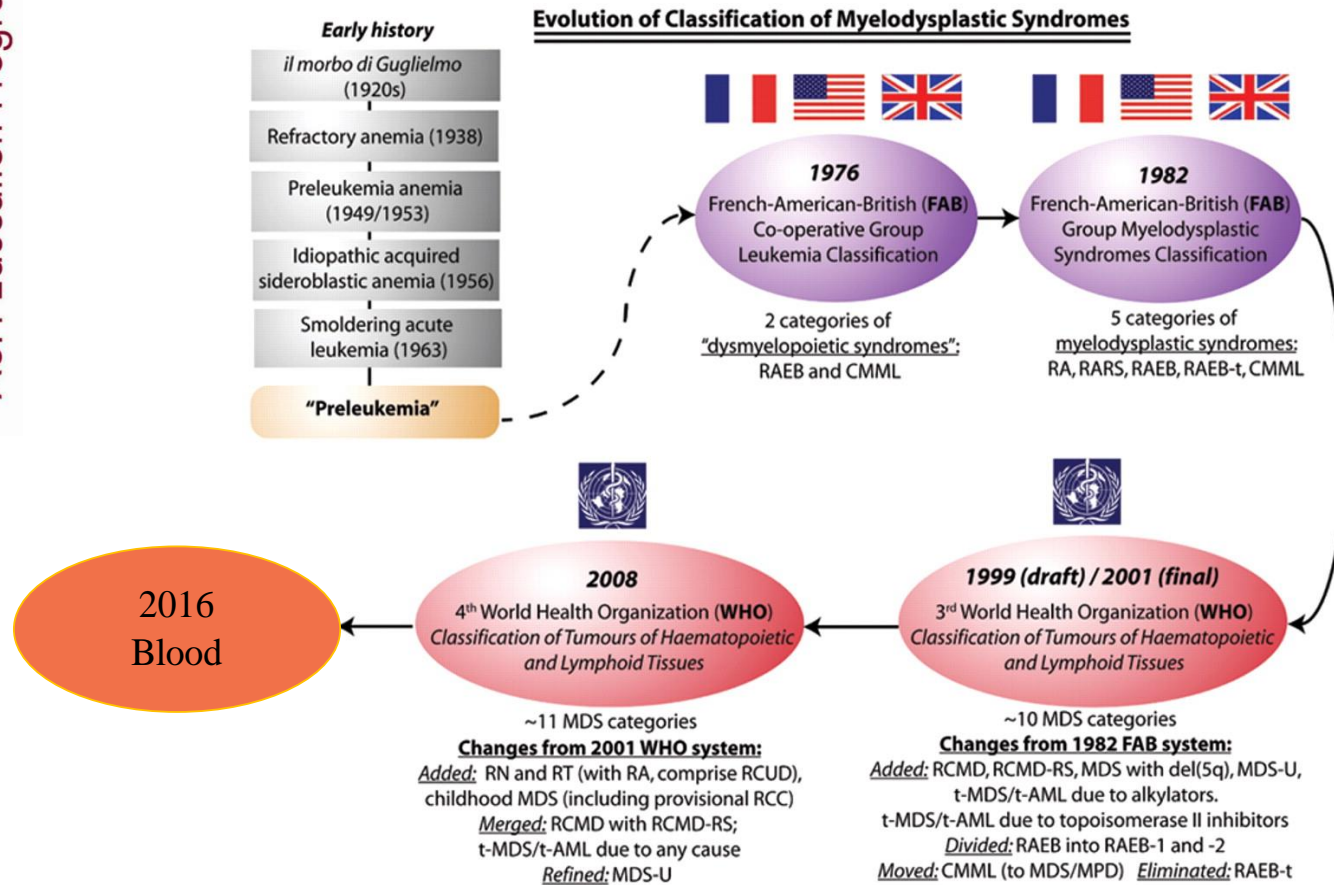 Evolution of Classification of Myelodysplastic Syndromes
Early history
il morbo di Guglielmo
(1920s)
Refractory anemia (1938)
Preleukemia anemia
(1949/1953)
Idiopathic acquired
sideroblastic anemia (1956)
Smoldering acute
leukemia (1963)
"Preleukemia"
1976
French-American-British (FAB)
Co-operative Group
Leukemia Classification
2 categories of
"dysmyelopoietic syndromes":
RAEB and CMML
1982
French-American-British (FAB)
Group Myelodysplastic
Syndromes Classification
5 categories of
myelodysplastic syndromes:
RA, RARS, RAEB, RAEB-t, CMML
1999 (draft) / 2001 (final)
3rd World Health Organization (WHO)
Classification of Tumours of Haematopoietic
and Lymphoid Tissues
~10 MDS categories
Changes from 1982 FAB system:
Added: RCMD, RCMD-RS, MDS with del(5q), MDS-U,
t-MDS/t-AML due to alkylators.
t-MDS/t-AML due to topoisomerase II inhibitors
Divided: RAEB into RAEB-1 and -2
Moved: CMML (to MDS/MPD) Eliminated: RAEB-t
2008
4th World Health Organization (WHO)
Classification of Tumours of Haematopoietic
and Lymphoid Tissues
~11 MDS categories
Changes from 2001 WHO system:
Added: RN and RT (with RA, comprise RCUD),
childhood MDS (including provisional RCC)
Merged: RCMD with RCMD-RS;
t-MDS/t-AML due to any cause
Refined: MDS-U
2016
Blood